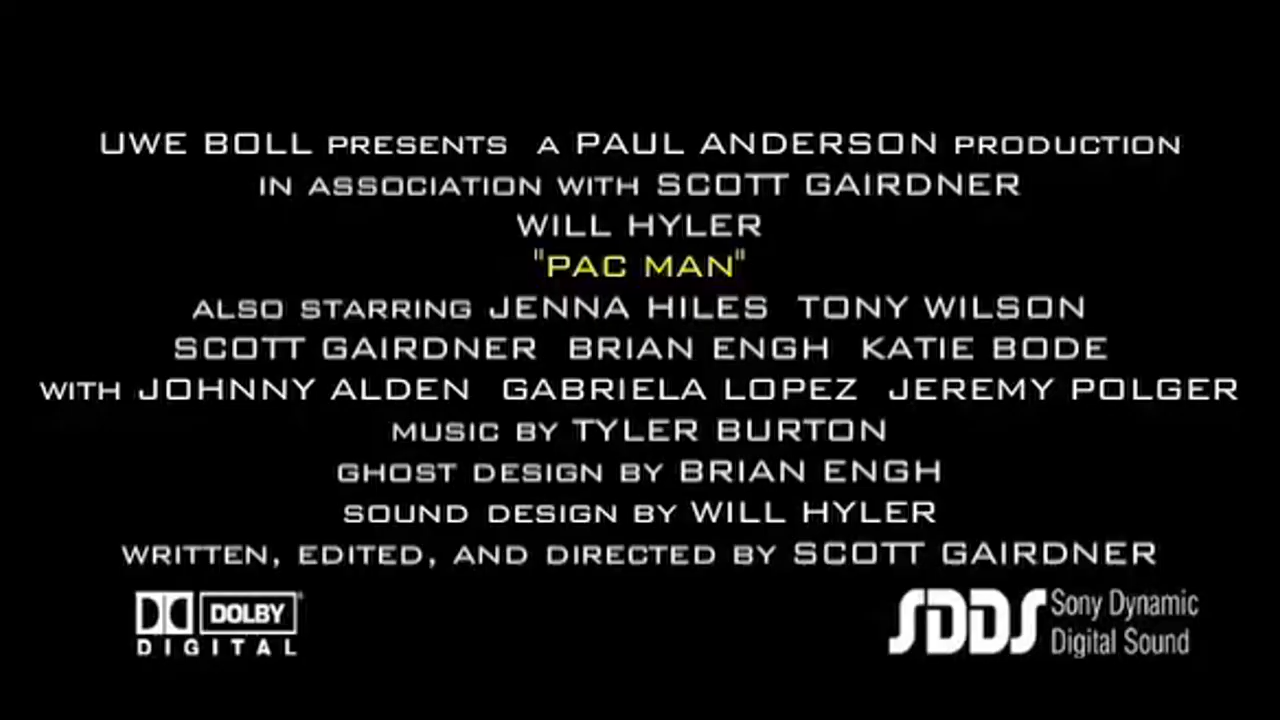 UWE BOLL PRESENTS A PAUL ANDERSON PRODUCTION
IN ASSOCIATION WITH SCOTT GAIRDNER
WILL HYLER
"PAC MAN"
ALSO STARRING JENNA HILES TONY WILSON
SCOTT GAIRDNER BRIAN ENGH KATIE BODE
WITH JOHNNY ALDEN GABRIELA LOPEZ JEREMY POLGER
MUSIC BY TYLER BURTON
GHOST DESIGN BY BRIAN ENGH
SOUND DESIGN BY WILL HYLER
WRITTEN, EDITED, AND DIRECTED BY SCOTT GAIRDNER
DOLBY
DIGITAL
SDDS Sony Dynamic
Digital Sound